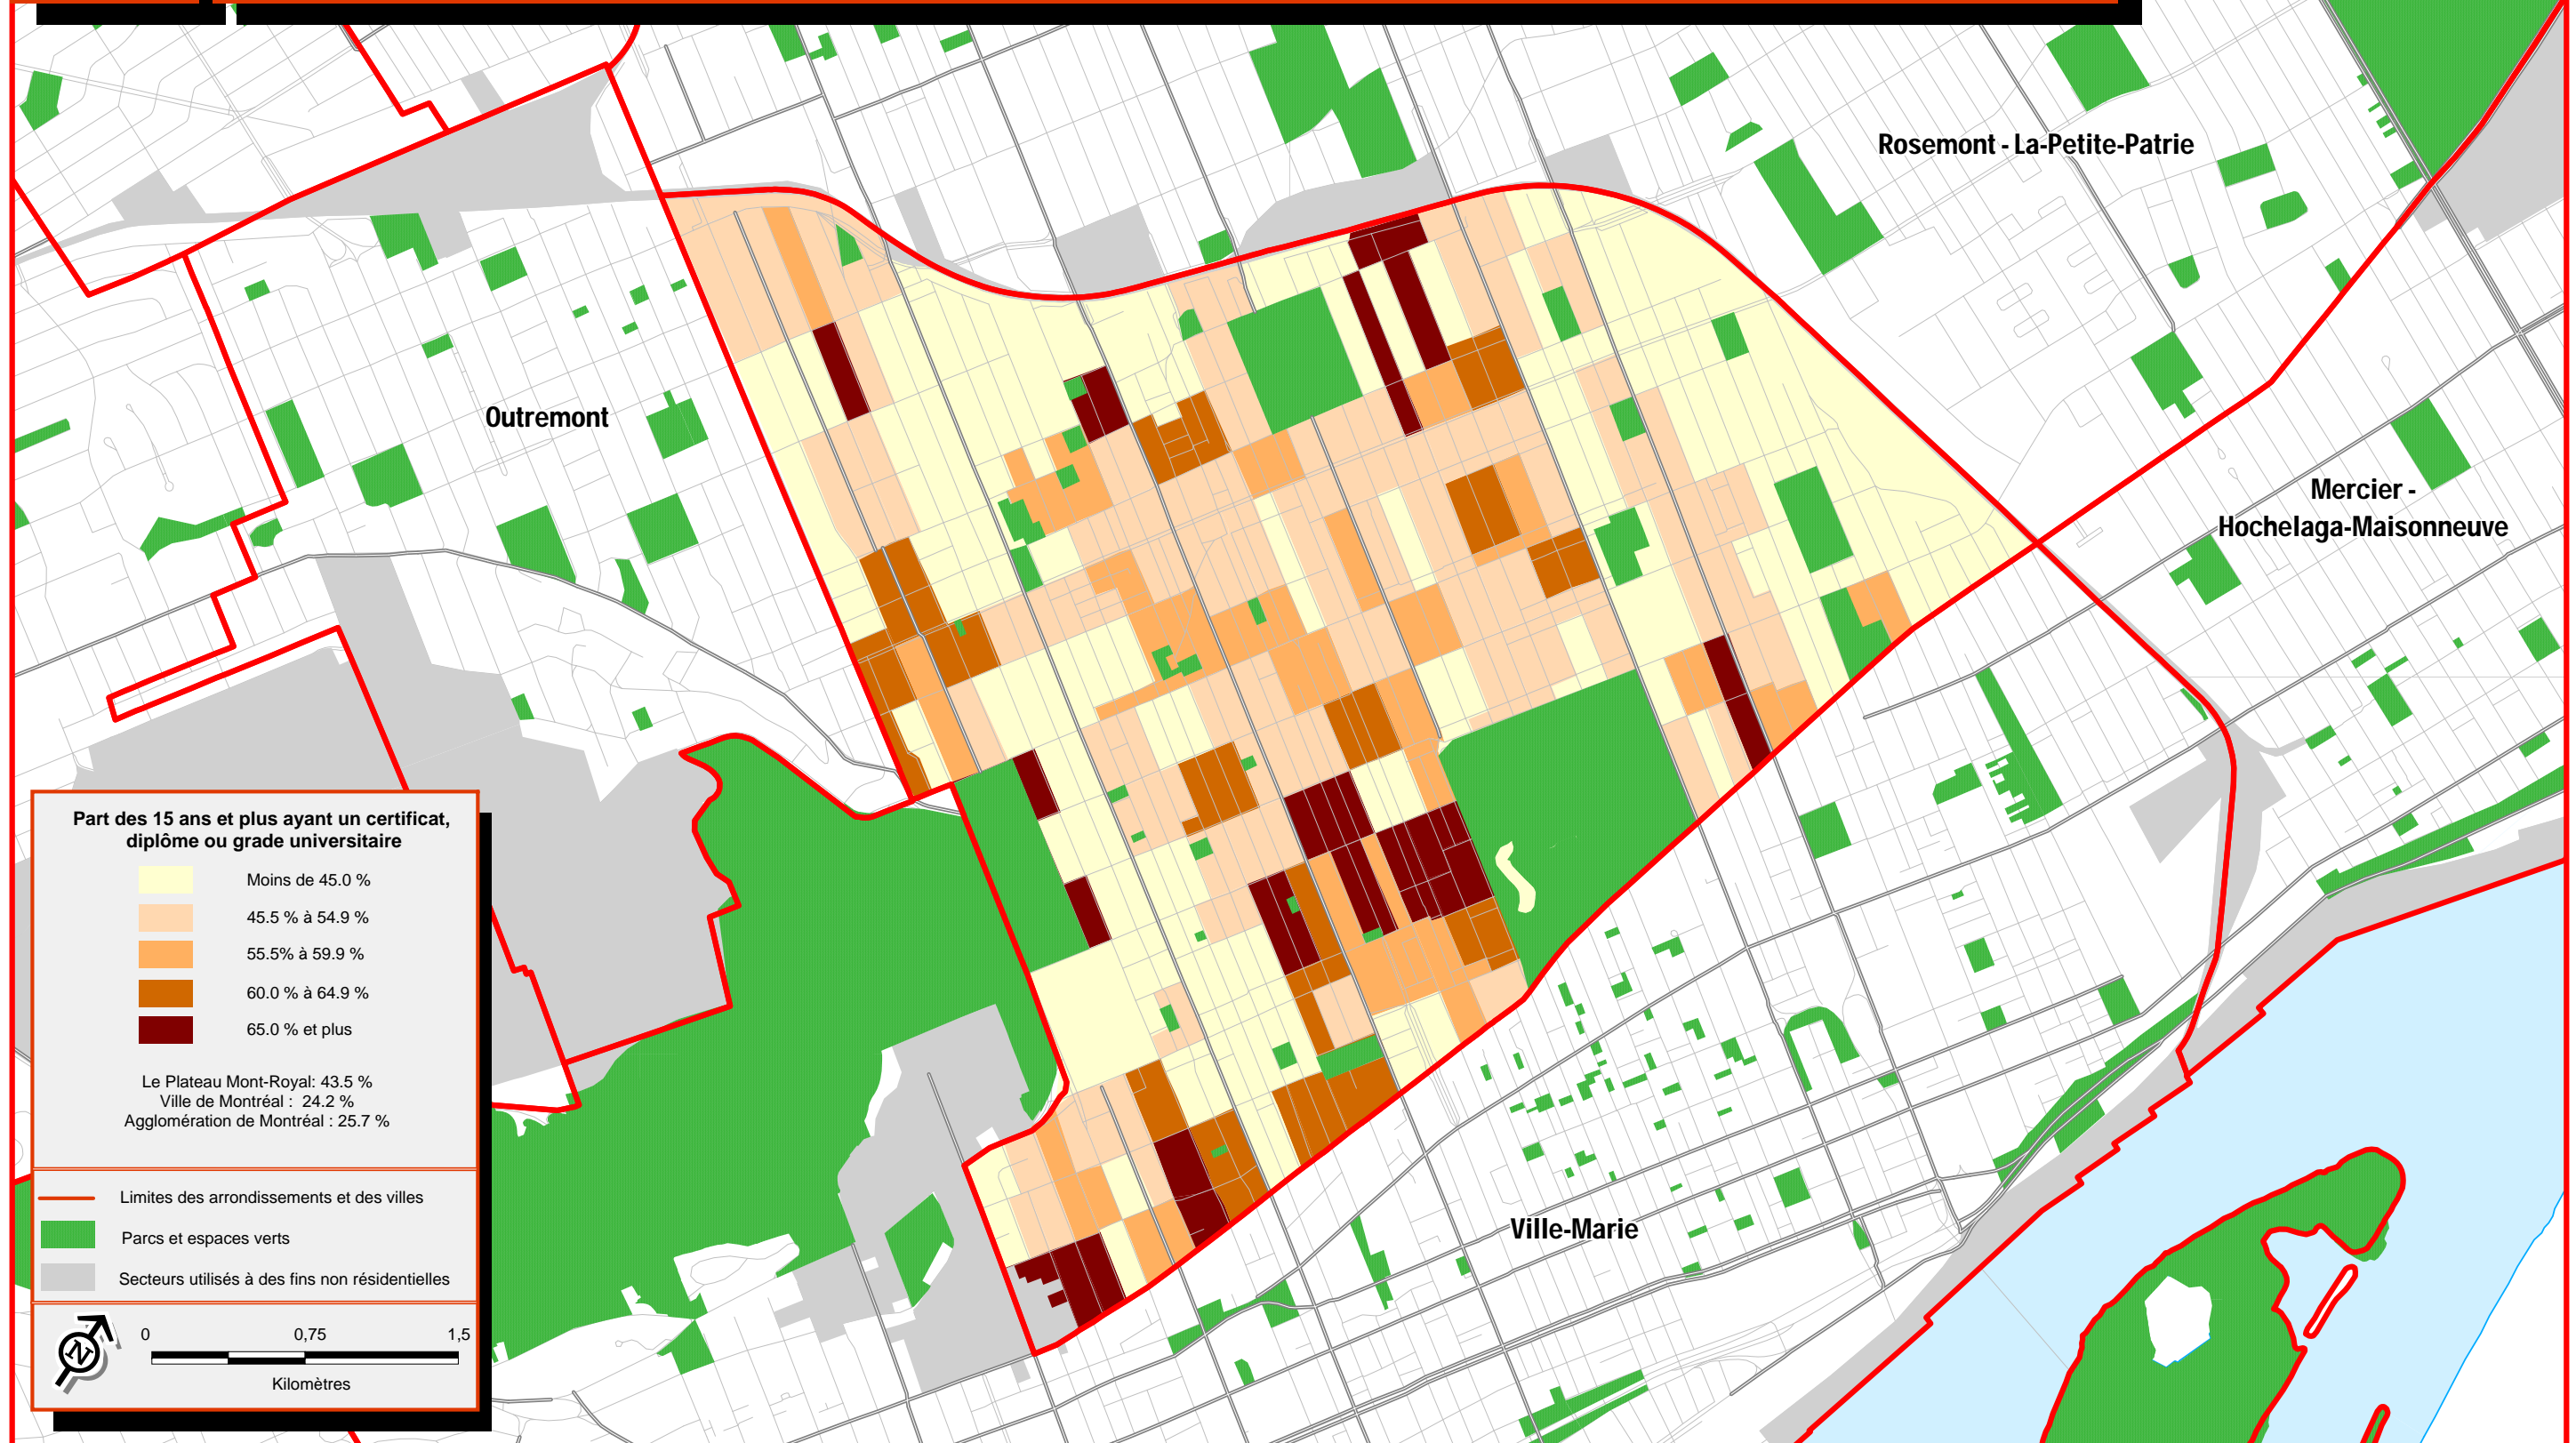 Rosemont - La-Petite-Patrie
Outremont
Mercier -
Hochelaga-Maisonneuve
Ville-Marie
Part des 15 ans et plus ayant un certificat,
diplôme ou grade universitaire
Moins de 45.0 %
45.5 % à 54.9 %
55.5% à 59.9 %
60.0 % à 64.9 %
65.0 % et plus
Le Plateau Mont-Royal: 43.5 %
Ville de Montréal : 24.2 %
Agglomération de Montréal : 25.7 %
Limites des arrondissements et des villes
Parcs et espaces verts
Secteurs utilisés à des fins non résidentielles
N
0 0,75 1,5
Kilomètres